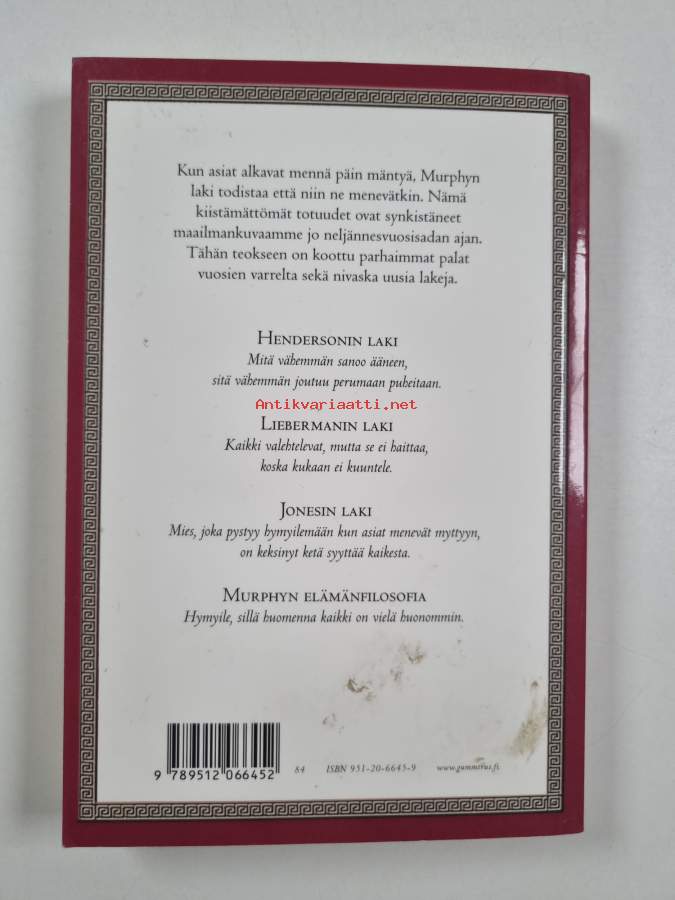 Kun asiat alkavat mennä päin mäntyä, Murphyn
laki todistaa että niin ne menevätkin. Nämä
kiistämättömät totuudet ovat synkistäneet
maailmankuvaamme jo neljännesvuosisadan ajan.
Tähän teokseen on koottu parhaimmat palat
vuosien varrelta sekä nivaska uusia lakeja.
Hendersonin laki
Mitä vähemmän sanoo ääneen,
sitä vähemmän joutuu perumaan puheitaan.
Antikvariaatti.net
Liebermanin laki
Kaikki valehtelevat, mutta se ei haittaa,
koska kukaan ei kuuntele.
Jonesin laki
Mies, joka pystyy hymyilemään kun asiat menevät myttyyn,
on keksinyt ketä syyttää kaikesta.
Murphyn elämänfilosofia
Hymyile, sillä huomenna kaikki on vielä huonommin.
9 789512 066452 84 ISBN 951-20-6645-9 www.gummerus.fi